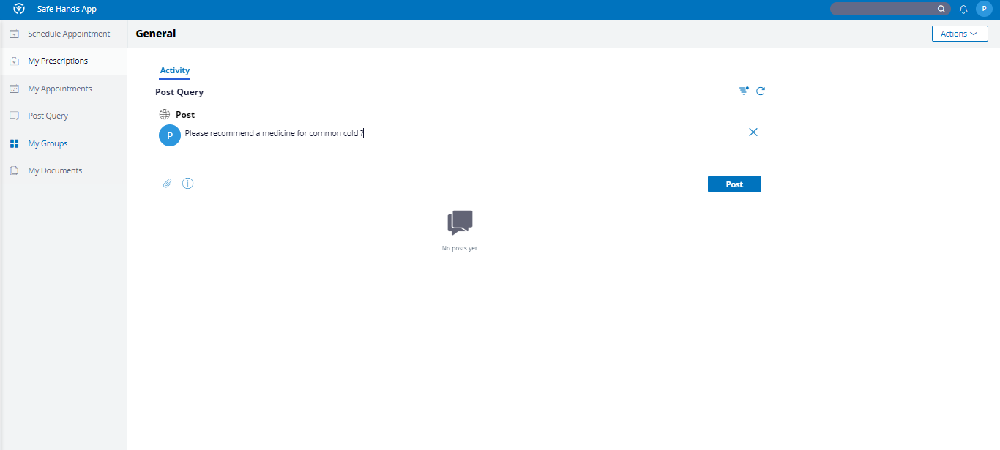 Safe Hands App
P
Schedule Appointment
General
Actions
My Prescriptions
Activity
My Appointments
Post Query
Post Query
Post
P
Please recommend a medicine for common cold ?
My Groups
My Documents
i
Post
No posts yet